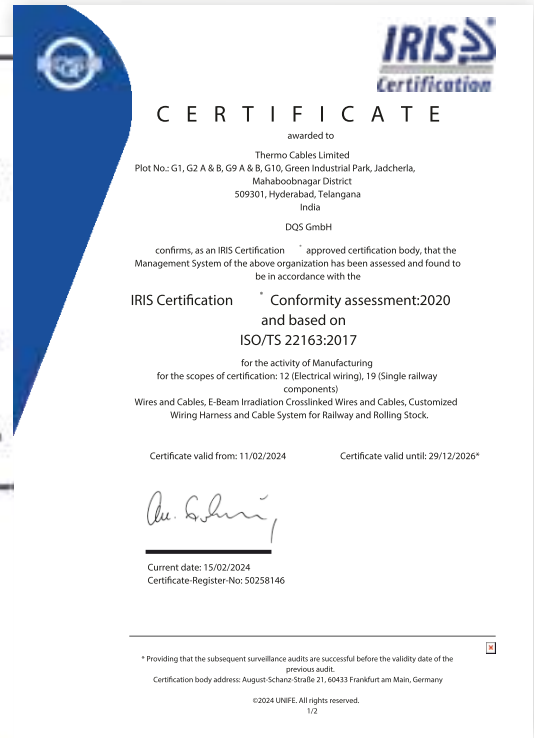 IRIS
Certification
CERTIFICATE
awarded to
Thermo Cables Limited
Plot No.: G1, G2 A & B, G9 A & B, G10, Green Industrial Park, Jadcherla,
Mahaboobnagar District
509301, Hyderabad, Telangana
India
DQS GmbH
confirms, as an IRIS Certification ® approved certification body, that the
Management System of the above organization has been assessed and found to
be in accordance with the
IRIS Certification ® Conformity assessment:2020
and based on
ISO/TS 22163:2017
for the activity of Manufacturing
for the scopes of certification: 12 (Electrical wiring), 19 (Single railway
components)
Wires and Cables, E-Beam Irradiation Crosslinked Wires and Cables, Customized
Wiring Harness and Cable System for Railway and Rolling Stock.
Certificate valid from: 11/02/2024 Certificate valid until: 29/12/2026*
Current date: 15/02/2024
Certificate-Register-No: 50258146
* Providing that the subsequent surveillance audits are successful before the validity date of the
previous audit.
Certification body address: August-Schanz-Straße 21, 60433 Frankfurt am Main, Germany
©2024 UNIFE. All rights reserved.
1/2